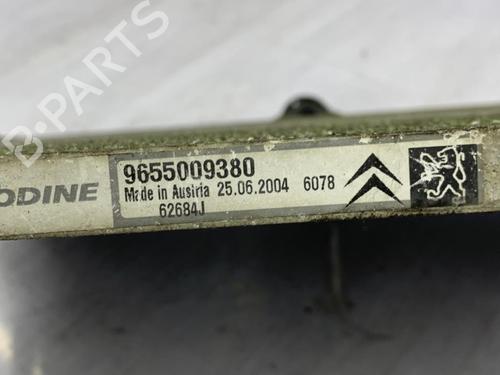 ODINE
9655009380
Made in Austria 25.06.2004 6078
62684J
B-PARTS